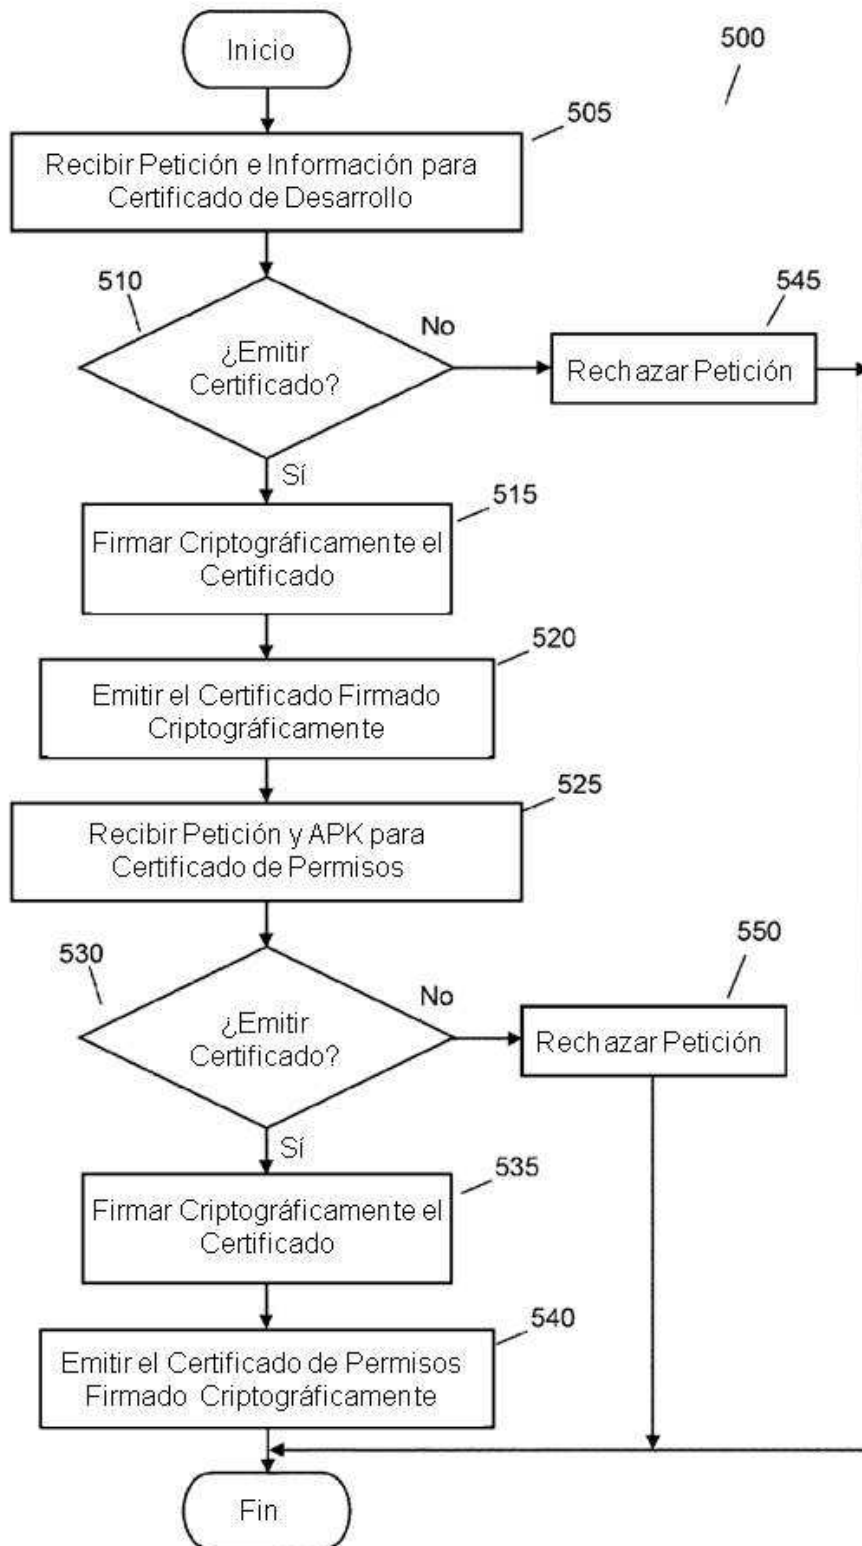 Inicio
500
505
Recibir Petición e Información para
Certificado de Desarrollo
510
¿Emitir
Certificado?
No
545
Rechazar Petición
Sí
515
Firmar Criptográficamente el
Certificado
520
Emitir el Certificado Firmado
Criptográficamente
525
Recibir Petición y APK para
Certificado de Permisos
530
¿Emitir
Certificado?
No
550
Rechazar Petición
Sí
535
Firmar Criptográficamente el
Certificado
540
Emitir el Certificado de Permisos
Firmado Criptográficamente
Fin